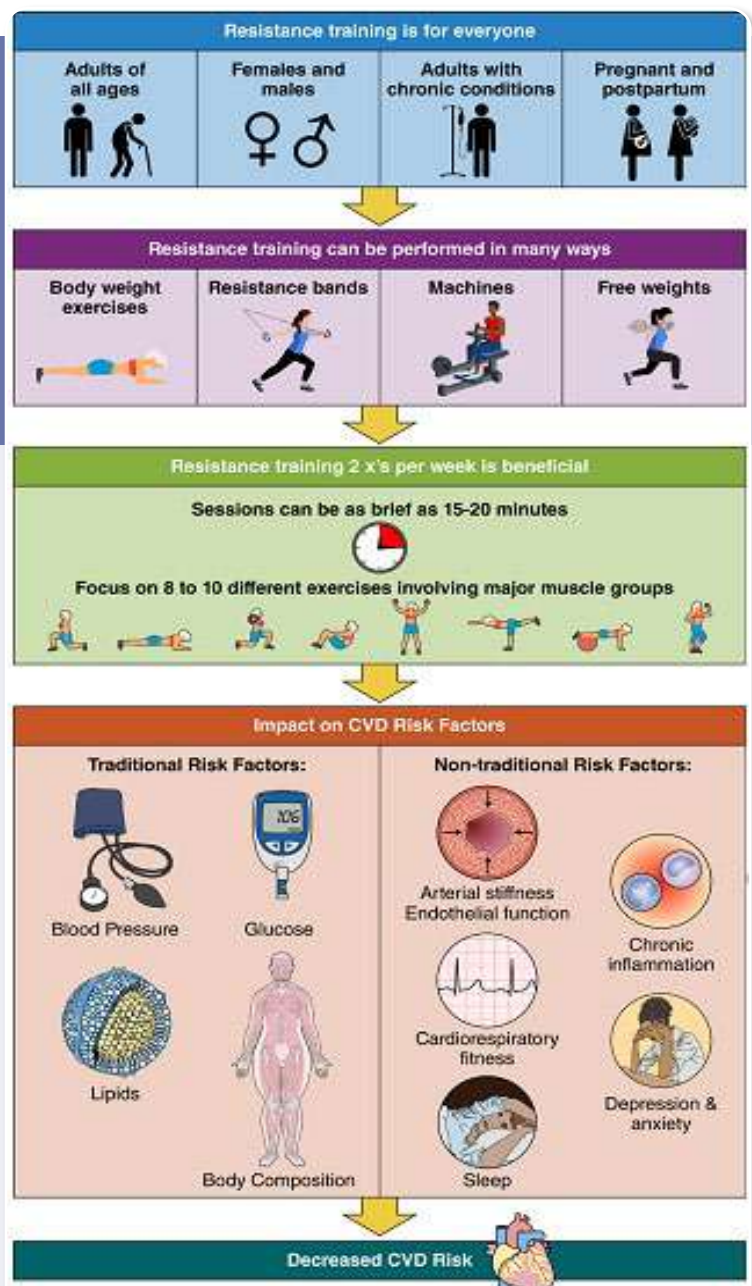 Resistance training is for everyone
Adults of
all ages
Females and
males
Adults with
chronic conditions
Pregnant and
postpartum
Resistance training can be performed in many ways
Body weight
exercises
Resistance bands
Machines
Free weights
Resistance training 2 x's per week is beneficial
Sessions can be as brief as 15-20 minutes
Focus on 8 to 10 different exercises involving major muscle groups
Impact on CVD Risk Factors
Traditional Risk Factors:
106
Blood Pressure
Glucose
Lipids
Body Composition
Non-traditional Risk Factors:
Arterial stiffness
Endothelial function
Chronic
inflammation
Cardiorespiratory
fitness
Depression &
anxiety
Sleep
Decreased CVD Risk